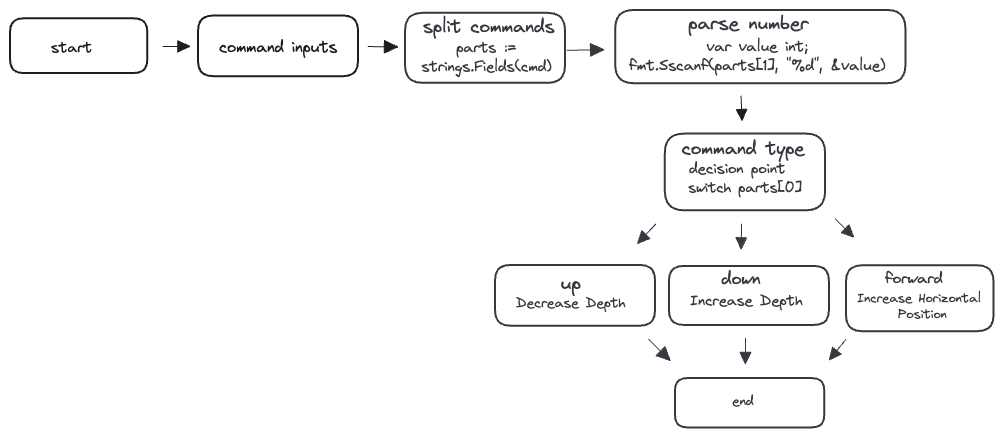 start
command inputs
split commands
parts :=
strings.Fields(cmd)
parse number
var value int;
fmt.Sscanf(parts[1], "%d", &value)
command type
decision point
switch parts[0]
up
Decrease Depth
down
Increase Depth
forward
Increase Horizontal
Position
end